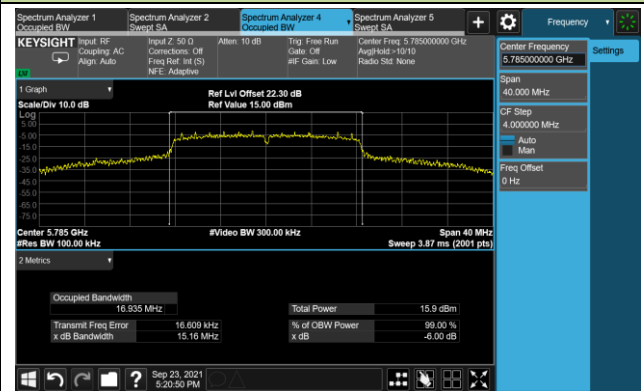 Spectrum Analyzer 1
Occupied BW
Spectrum Analyzer 2
Swept SA
Spectrum Analyzer 4
Occupied BW
Spectrum Analyzer 5
Swept SA
Frequency
KEYSIGHT
Input: RF
Coupling: AC
Align: Auto
Input Z: 50 Ω
Corrections: Off
Freq Ref: Int (S)
NFE: Adaptive
Atten: 10 dB
Trig: Free Run
Gate: Off
#IF Gain: Low
Center Freq: 5.785000000 GHz
Avg|Hold:>10/10
Radio Std: None
Center Frequency
5.785000000 GHz
Settings
Span
40.000 MHz
CF Step
4.000000 MHz
Auto
Man
Freq Offset
0 Hz
1 Graph
Scale/Div 10.0 dB
Ref Lvl Offset 22.30 dB
Ref Value 15.00 dBm
Log
5.00
-5.00
-15.0
-25.0
-35.0
-45.0
-55.0
-65.0
-75.0
Center 5.785 GHz
#Res BW 100.00 kHz
#Video BW 300.00 kHz
Span 40 MHz
Sweep 3.87 ms (2001 pts)
2 Metrics
Occupied Bandwidth
16.935 MHz
Total Power 15.9 dBm
Transmit Freq Error 16.609 kHz
% of OBW Power 99.00 %
x dB Bandwidth 15.16 MHz
x dB -6.00 dB
Sep 23, 2021
5:20:50 PM